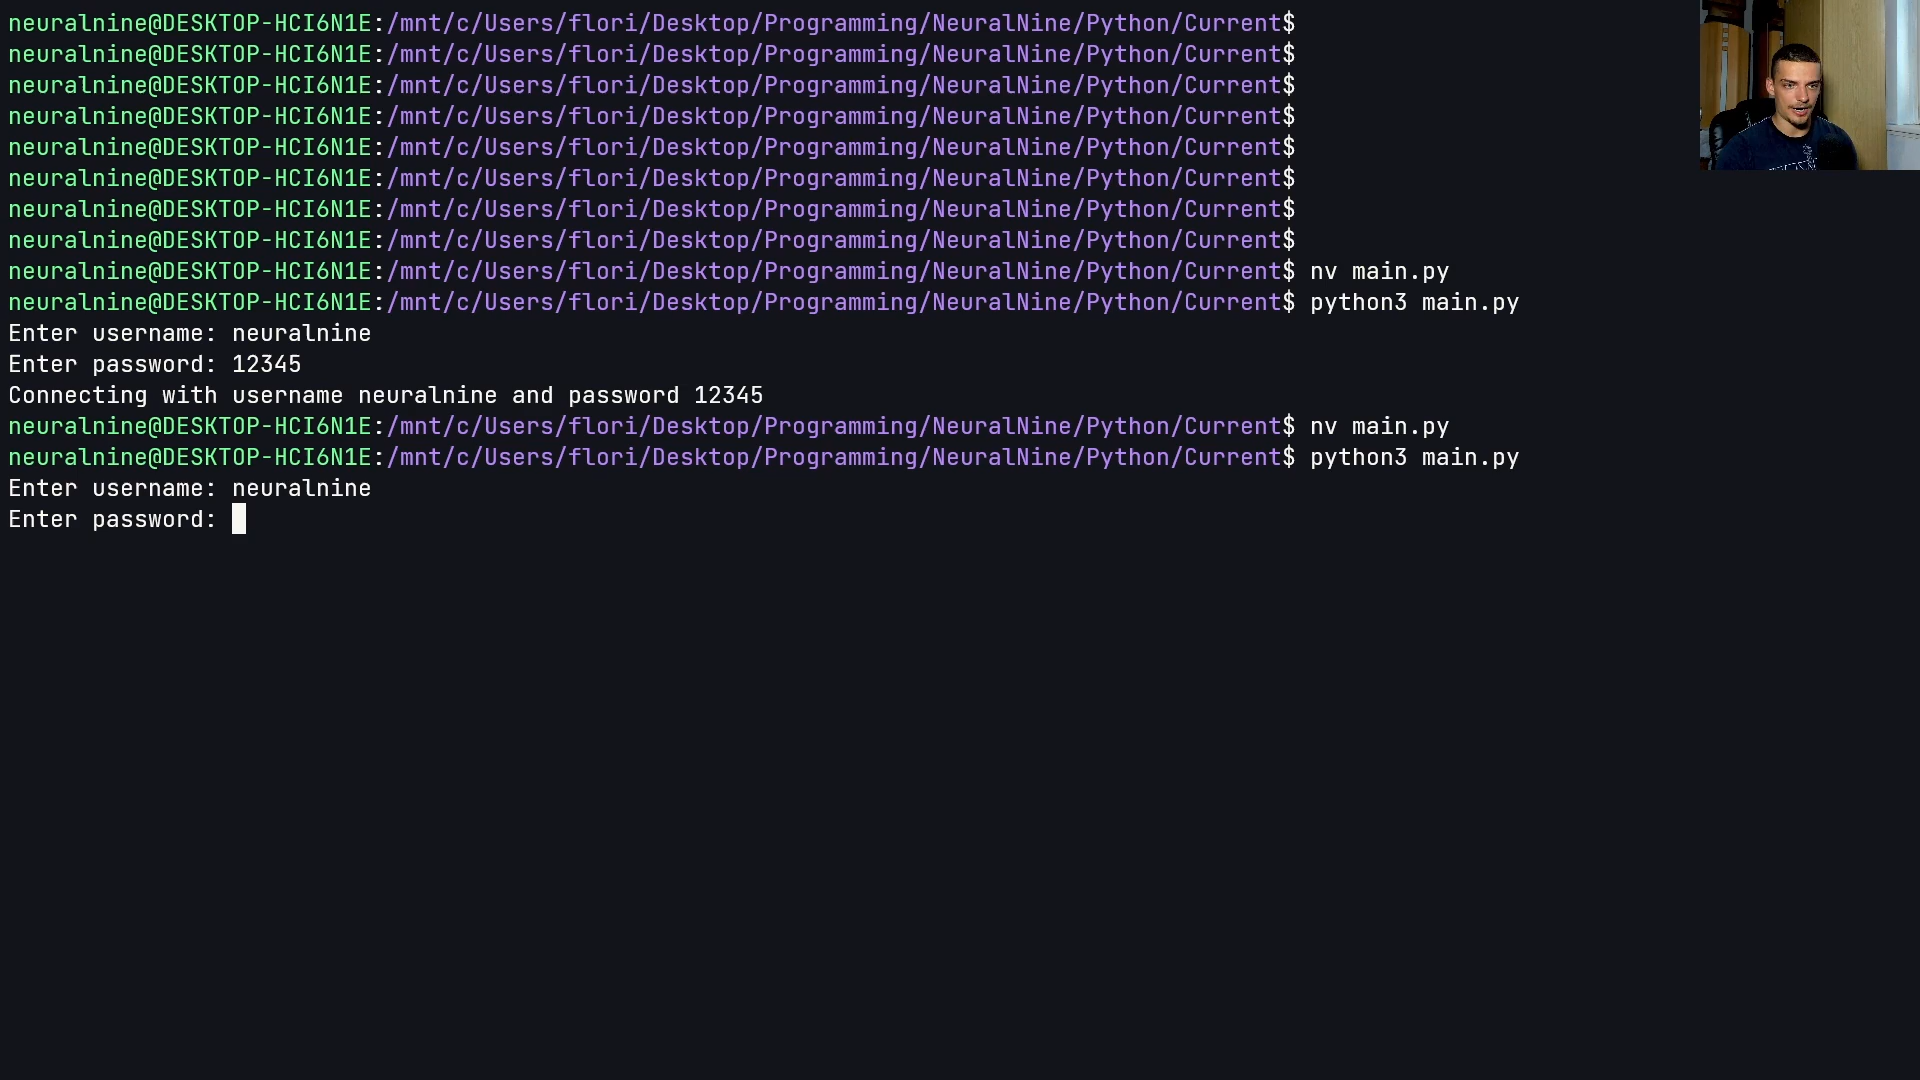 neuralnine@DESKTOP-HCI6N1E:/mnt/c/Users/flori/Desktop/Programming/NeuralNine/Python/Current$
neuralnine@DESKTOP-HCI6N1E:/mnt/c/Users/flori/Desktop/Programming/NeuralNine/Python/Current$
neuralnine@DESKTOP-HCI6N1E:/mnt/c/Users/flori/Desktop/Programming/NeuralNine/Python/Current$
neuralnine@DESKTOP-HCI6N1E:/mnt/c/Users/flori/Desktop/Programming/NeuralNine/Python/Current$
neuralnine@DESKTOP-HCI6N1E:/mnt/c/Users/flori/Desktop/Programming/NeuralNine/Python/Current$
neuralnine@DESKTOP-HCI6N1E:/mnt/c/Users/flori/Desktop/Programming/NeuralNine/Python/Current$
neuralnine@DESKTOP-HCI6N1E:/mnt/c/Users/flori/Desktop/Programming/NeuralNine/Python/Current$
neuralnine@DESKTOP-HCI6N1E:/mnt/c/Users/flori/Desktop/Programming/NeuralNine/Python/Current$
neuralnine@DESKTOP-HCI6N1E:/mnt/c/Users/flori/Desktop/Programming/NeuralNine/Python/Current$ nv main.py
neuralnine@DESKTOP-HCI6N1E:/mnt/c/Users/flori/Desktop/Programming/NeuralNine/Python/Current$ python3 main.py
Enter username: neuralnine
Enter password: 12345
Connecting with username neuralnine and password 12345
neuralnine@DESKTOP-HCI6N1E:/mnt/c/Users/flori/Desktop/Programming/NeuralNine/Python/Current$ nv main.py
neuralnine@DESKTOP-HCI6N1E:/mnt/c/Users/flori/Desktop/Programming/NeuralNine/Python/Current$ python3 main.py
Enter username: neuralnine
Enter password: